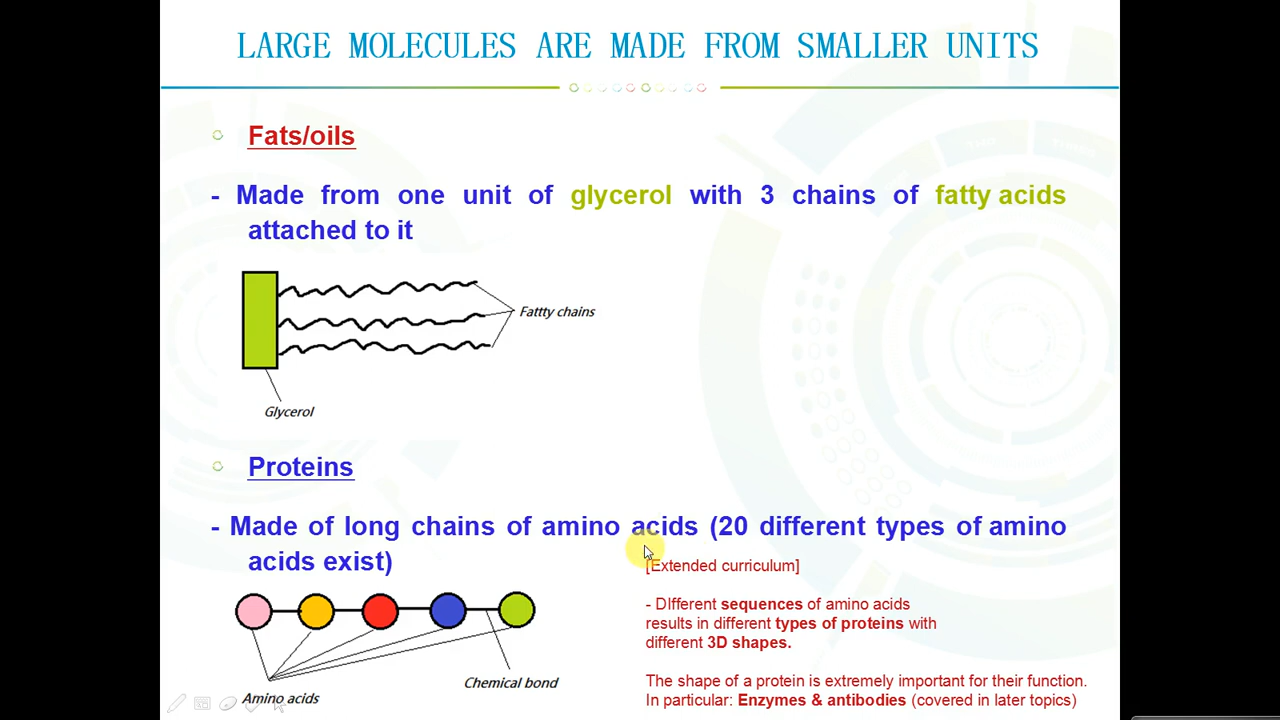 LARGE MOLECULES ARE MADE FROM SMALLER UNITS
Fats/oils
- Made from one unit of glycerol with 3 chains of fatty acids
attached to it
Fattty chains
Glycerol
Proteins
- Made of long chains of amino acids (20 different types of amino
acids exist)
[Extended curriculum]
- DIfferent sequences of amino acids
results in different types of proteins with
different 3D shapes.
The shape of a protein is extremely important for their function.
In particular: Enzymes & antibodies (covered in later topics)
Chemical bond
Amino acids